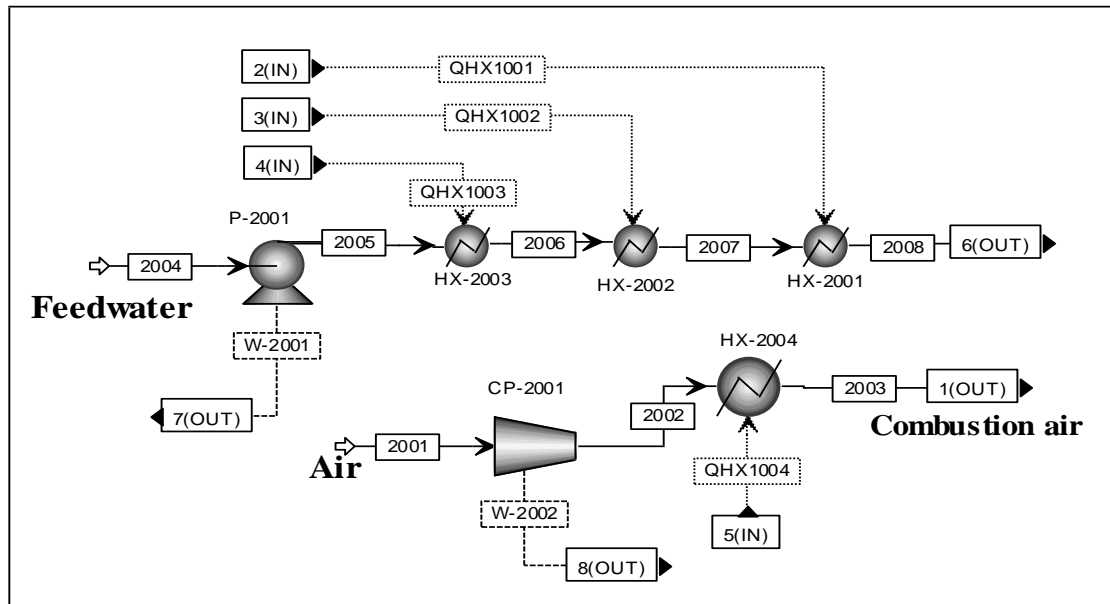 2(IN)
QHX1001
3(IN)
QHX1002
4(IN)
QHX1003
P-2001
2005
2006
2007
2008
6(OUT)
2004
HX-2003
HX-2002
HX-2001
Feedwater
W-2001
HX-2004
CP-2001
7(OUT)
2002
2003
1(OUT)
Combustion air
2001
Air
QHX1004
W-2002
5(IN)
8(OUT)